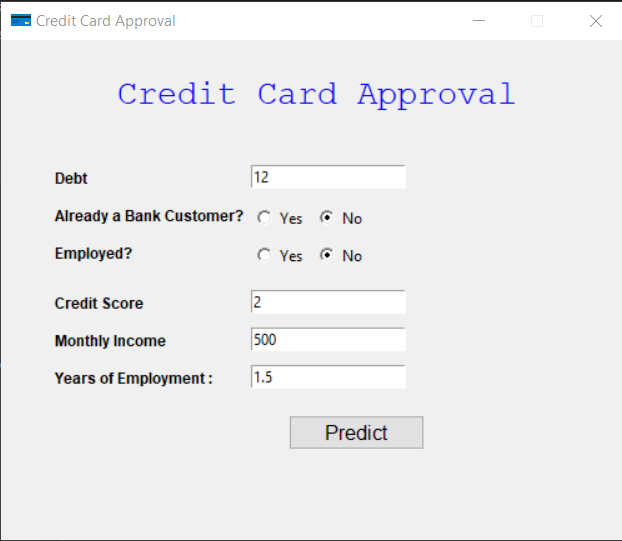 Credit Card Approval
Credit Card Approval
Debt 12
Already a Bank Customer? Yes No
Employed? Yes No
Credit Score 2
Monthly Income 500
Years of Employment : 1.5
Predict